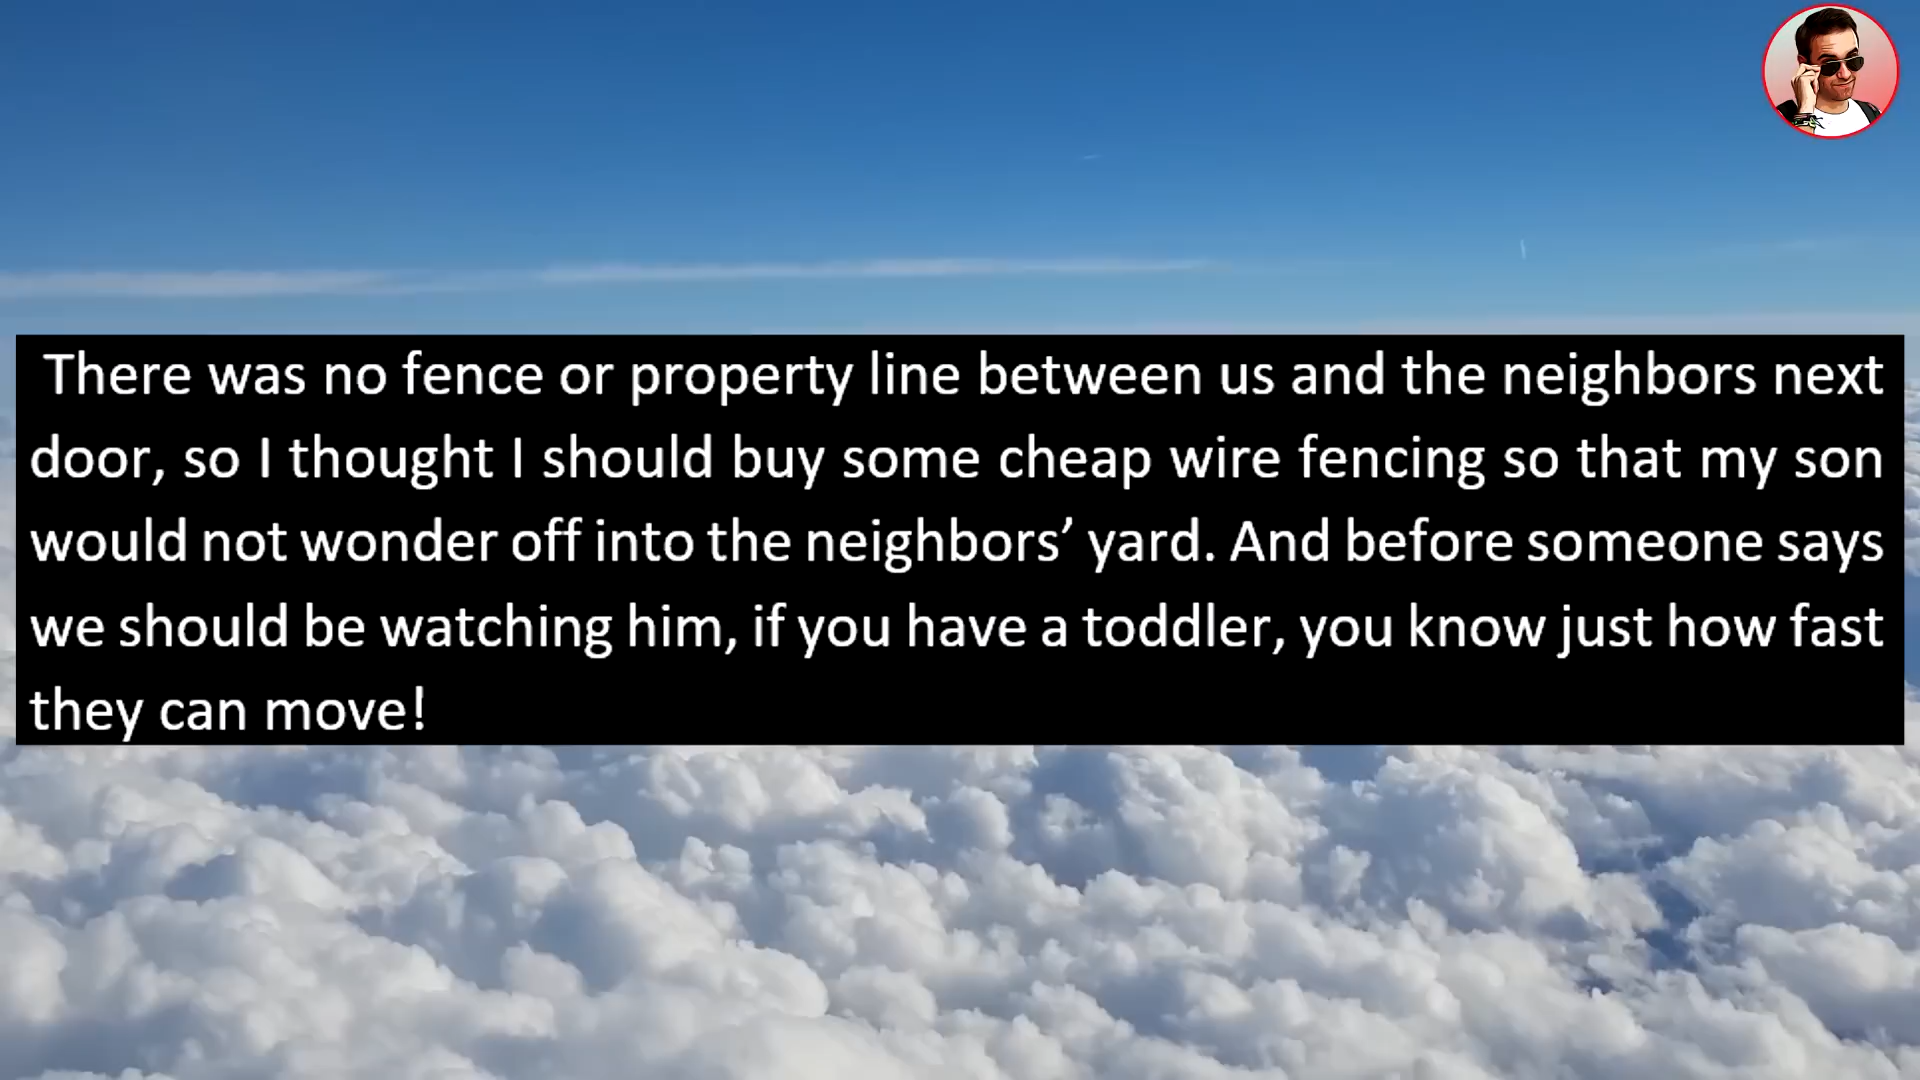 There was no fence or property line between us and the neighbors next
door, so I thought I should buy some cheap wire fencing so that my son
would not wonder off into the neighbors’ yard. And before someone says
we should be watching him, if you have a toddler, you know just how fast
they can move!